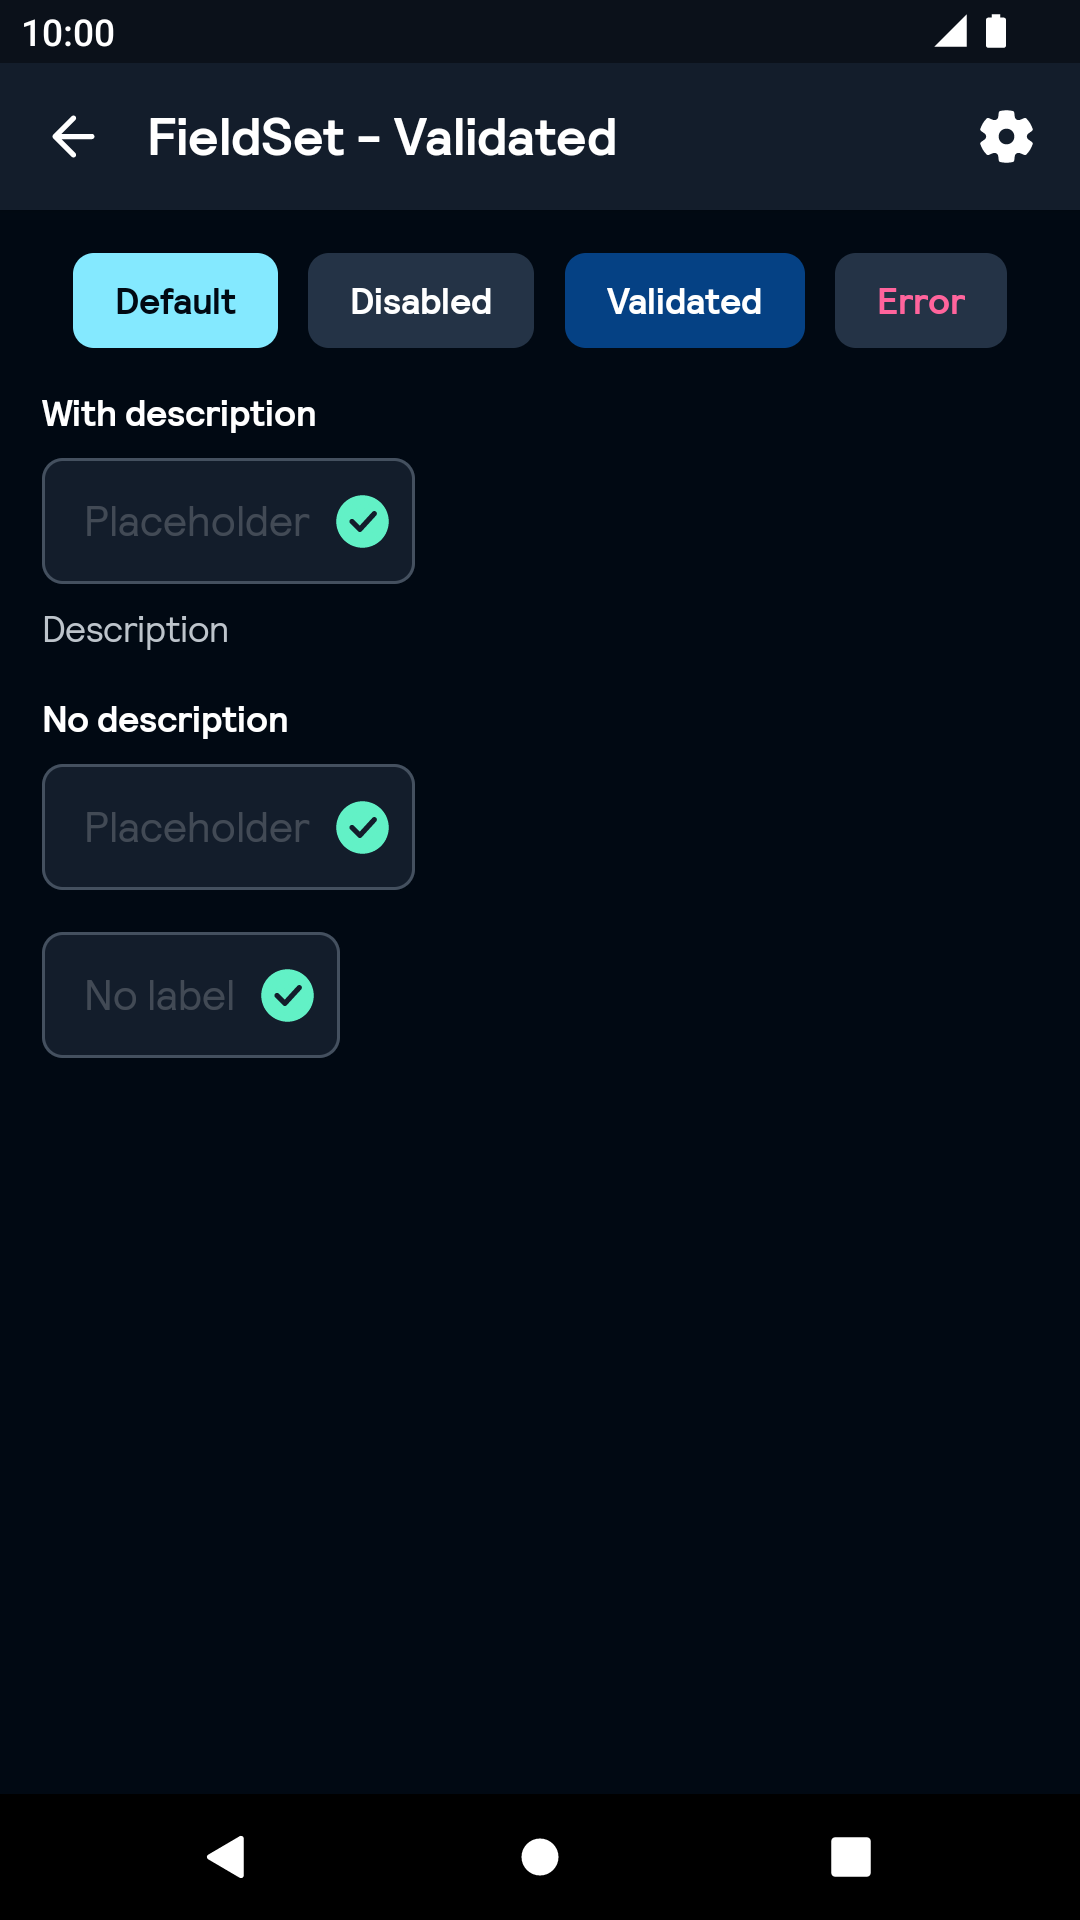 10:00
FieldSet - Validated
Default Disabled Validated Error
With description
Placeholder
Description
No description
Placeholder
No label